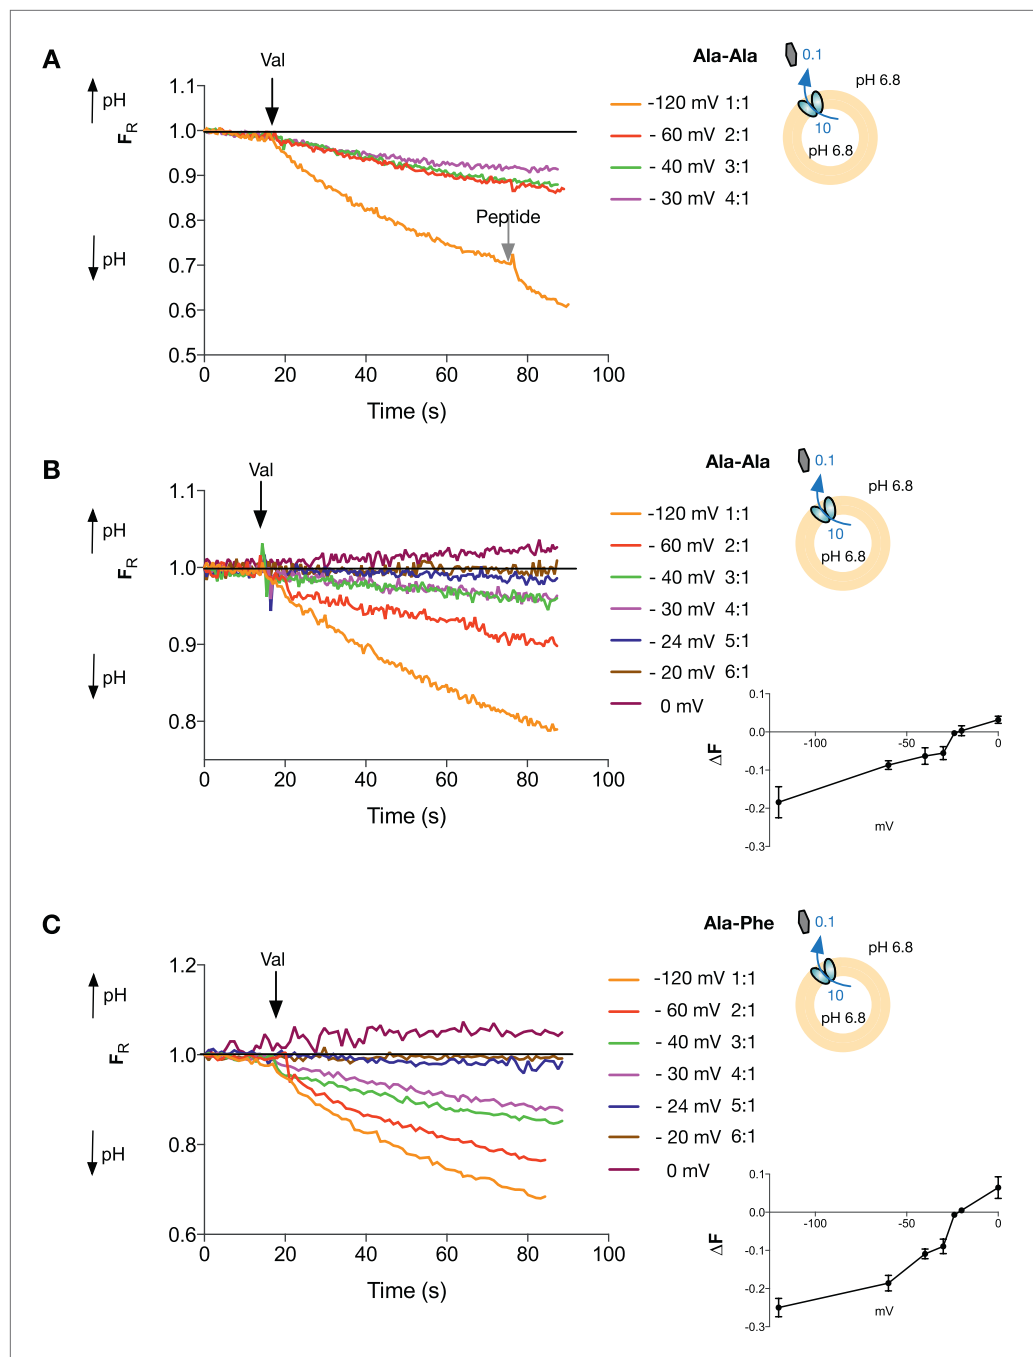 A
Val
Ala-Ala
0.1
pH 6.8
10
pH 6.8
pH
F_R
pH
1.1
1.0
0.9
0.8
0.7
0.6
0.5
Peptide
-120 mV 1:1
- 60 mV 2:1
- 40 mV 3:1
- 30 mV 4:1
0 20 40 60 80 100
Time (s)
B
Val
Ala-Ala
0.1
pH 6.8
10
pH 6.8
pH
F_R
pH
1.1
1.0
0.9
0.8
-120 mV 1:1
- 60 mV 2:1
- 40 mV 3:1
- 30 mV 4:1
- 24 mV 5:1
- 20 mV 6:1
0 mV
0 20 40 60 80 100
Time (s)
0.1
0.0
-0.1
-0.2
-0.3
ΔF
-100 -50 0
mV
C
Val
Ala-Phe
0.1
pH 6.8
10
pH 6.8
pH
F_R
pH
1.2
1.0
0.8
0.6
-120 mV 1:1
- 60 mV 2:1
- 40 mV 3:1
- 30 mV 4:1
- 24 mV 5:1
- 20 mV 6:1
0 mV
0 20 40 60 80 100
Time (s)
0.1
0.0
-0.1
-0.2
-0.3
ΔF
-100 -50 0
mV